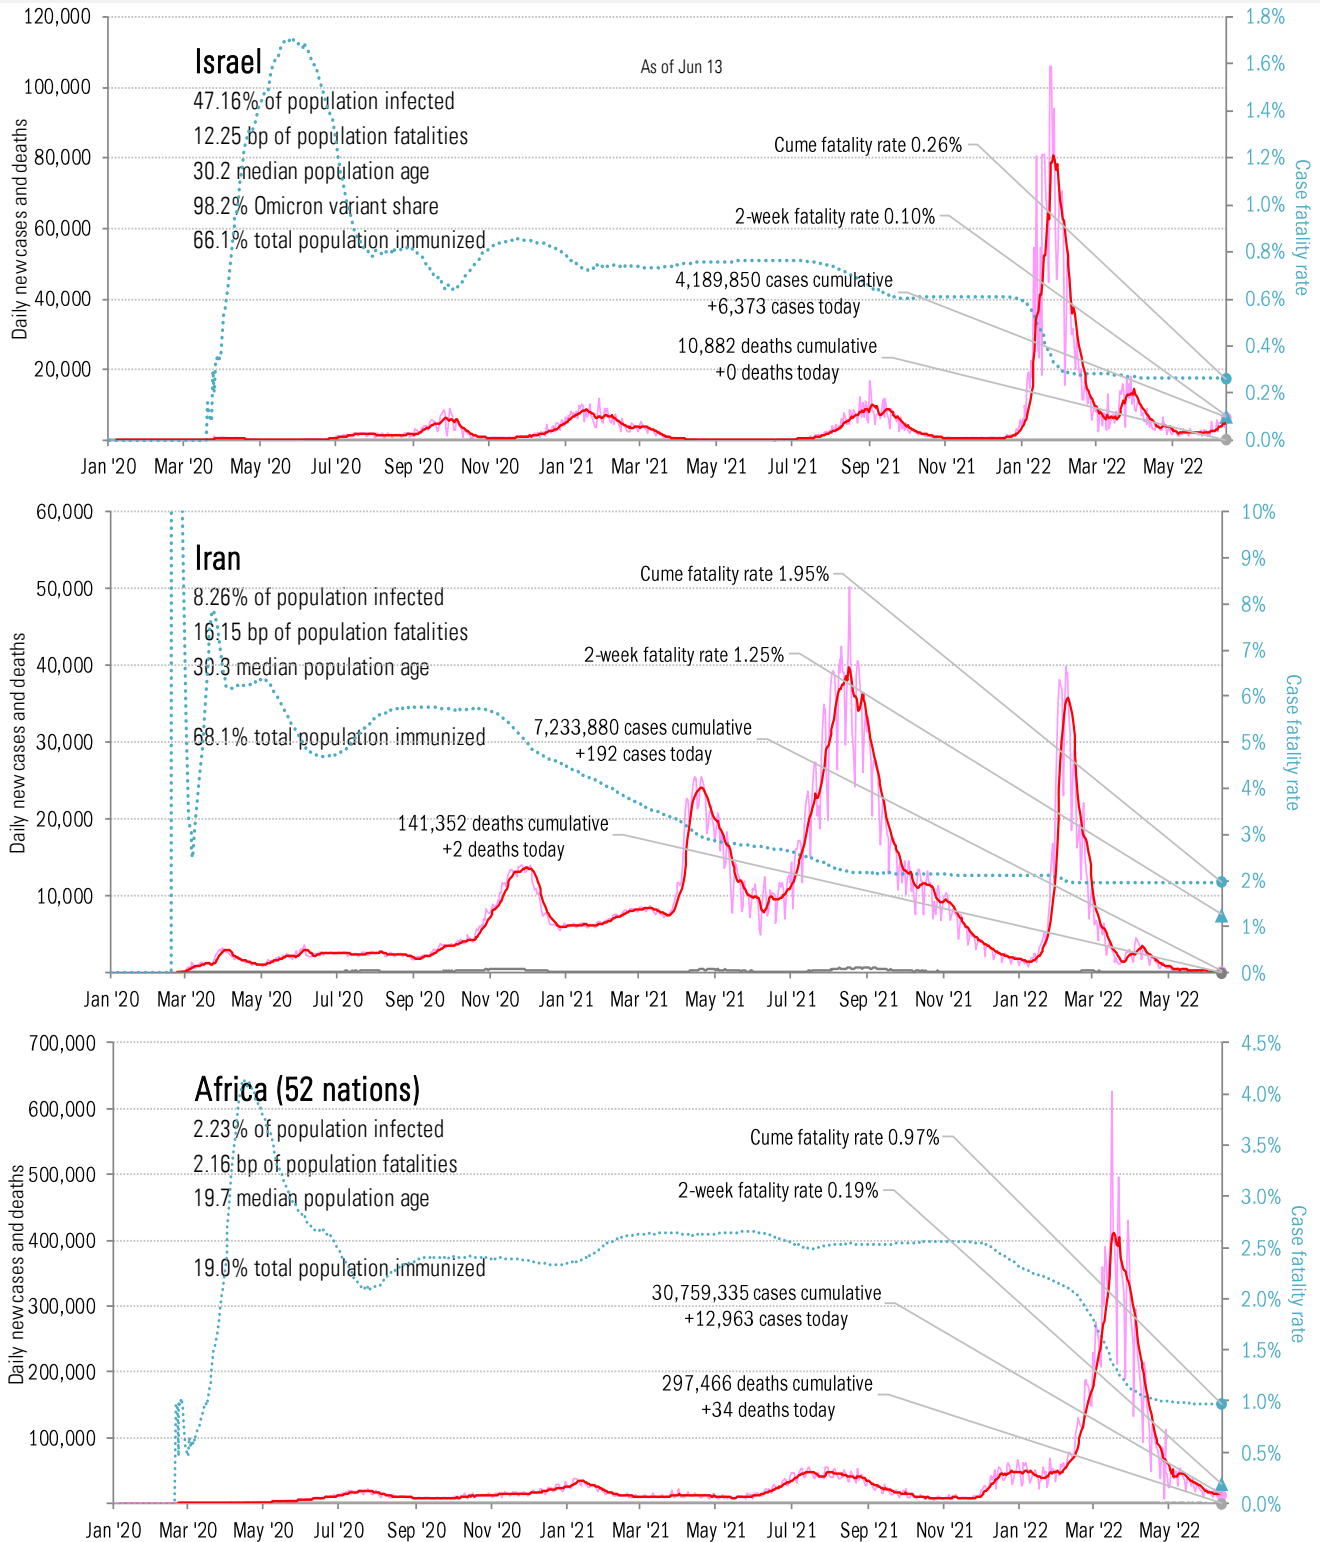 120,000
100,000
80,000
60,000
40,000
20,000
Daily new cases and deaths
Israel
47.16% of population infected
12.25 bp of population fatalities
30.2 median population age
98.2% Omicron variant share
66.1% total population immunized
As of Jun 13
Cume fatality rate 0.26%
2-week fatality rate 0.10%
4,189,850 cases cumulative
+6,373 cases today
10,882 deaths cumulative
+0 deaths today
1.8%
1.6%
1.4%
1.2%
1.0%
0.8%
0.6%
0.4%
0.2%
0.0%
Case fatality rate
Jan '20 Mar '20 May '20 Jul '20 Sep '20 Nov '20 Jan '21 Mar '21 May '21 Jul '21 Sep '21 Nov '21 Jan '22 Mar '22 May '22
60,000
50,000
40,000
30,000
20,000
10,000
Daily new cases and deaths
Iran
8.26% of population infected
16.15 bp of population fatalities
30.3 median population age
68.1% total population immunized
Cume fatality rate 1.95%
2-week fatality rate 1.25%
7,233,880 cases cumulative
+192 cases today
141,352 deaths cumulative
+2 deaths today
10%
9%
8%
7%
6%
5%
4%
3%
2%
1%
0%
Case fatality rate
Jan '20 Mar '20 May '20 Jul '20 Sep '20 Nov '20 Jan '21 Mar '21 May '21 Jul '21 Sep '21 Nov '21 Jan '22 Mar '22 May '22
700,000
600,000
500,000
400,000
300,000
200,000
100,000
Daily new cases and deaths
Africa (52 nations)
2.23% of population infected
2.16 bp of population fatalities
19.7 median population age
19.0% total population immunized
Cume fatality rate 0.97%
2-week fatality rate 0.19%
30,759,335 cases cumulative
+12,963 cases today
297,466 deaths cumulative
+34 deaths today
4.5%
4.0%
3.5%
3.0%
2.5%
2.0%
1.5%
1.0%
0.5%
0.0%
Case fatality rate
Jan '20 Mar '20 May '20 Jul '20 Sep '20 Nov '20 Jan '21 Mar '21 May '21 Jul '21 Sep '21 Nov '21 Jan '22 Mar '22 May '22